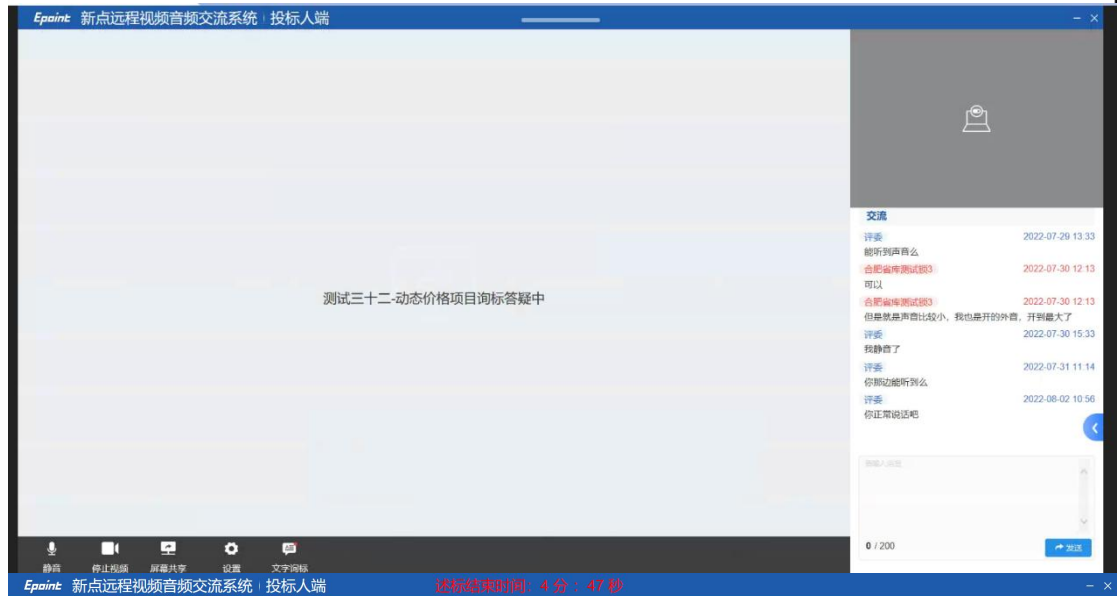 Epoint 新点远程视频音频交流系统 | 投标人端
交流
评委 2022-07-29 13:33
能听到声音么
合肥省库测试锁3 2022-07-30 12:13
可以
合肥省库测试锁3 2022-07-30 12:13
但是就是声音比较小，我也是开的外音，开到最大了
评委 2022-07-30 15:33
我静音了
评委 2022-07-31 11:14
你那边能听到么
评委 2022-08-02 10:56
你正常说话吧
测试三十二-动态价格项目询标答疑中
0 / 200
发送
静音 停止视频 屏幕共享 设置 文字询标
Epoint 新点远程视频音频交流系统 | 投标人端 述标结束时间：4 分 ：47 秒